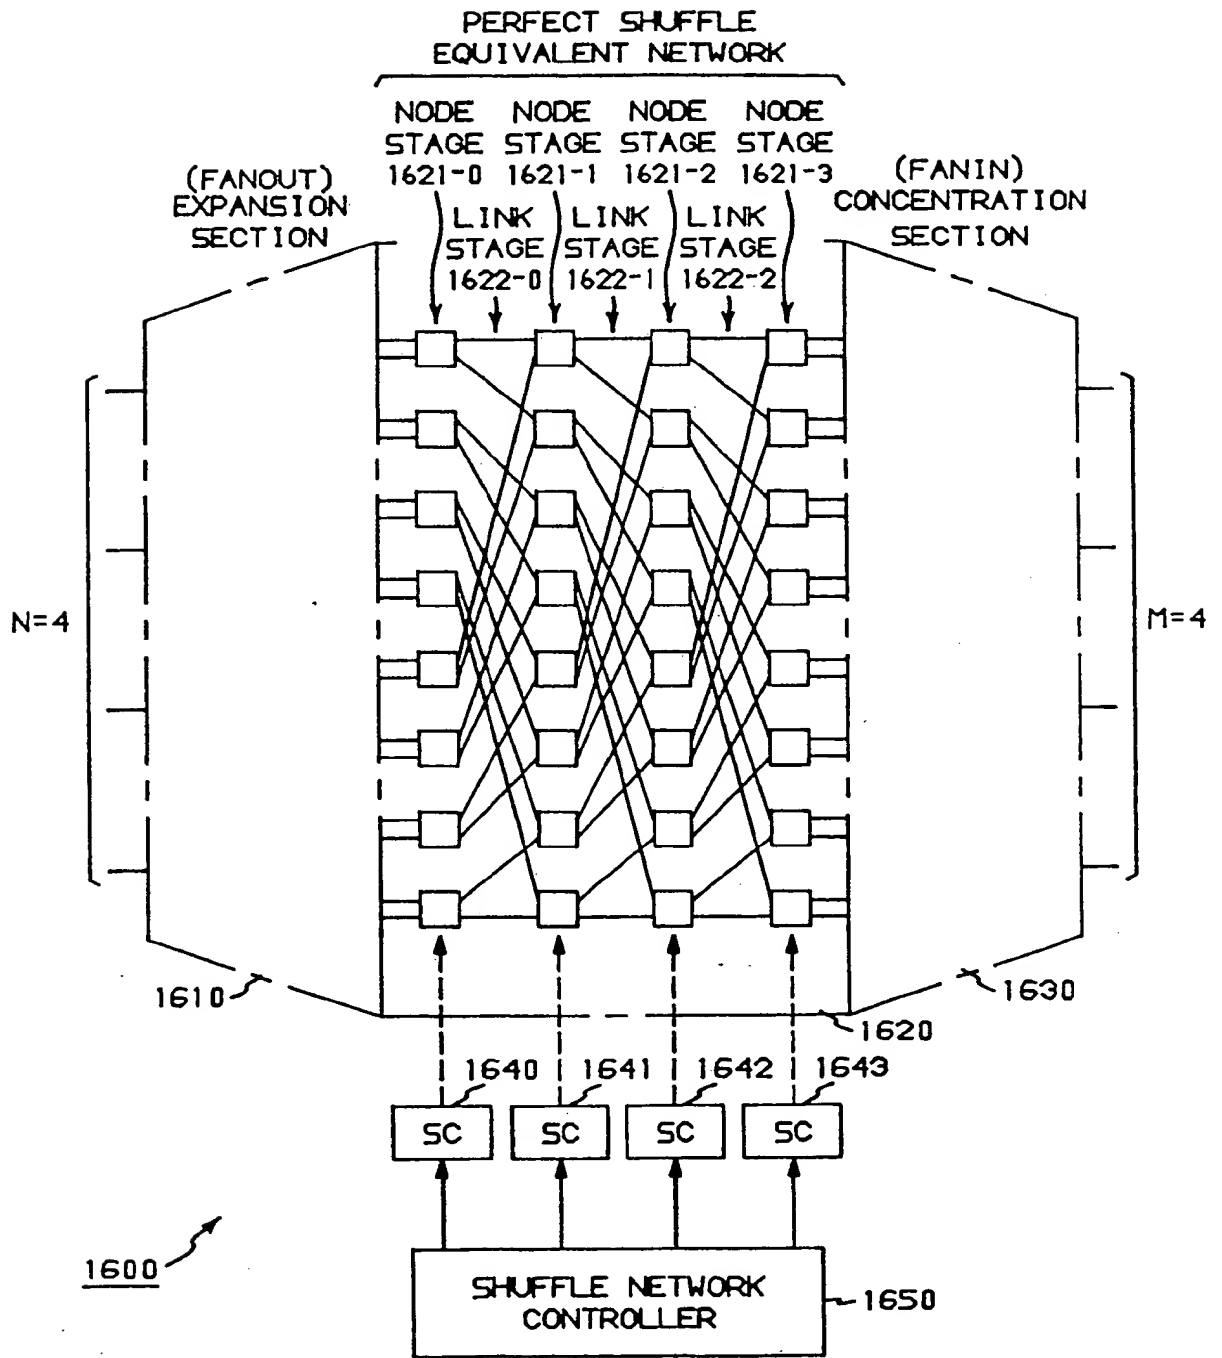 PERFECT SHUFFLE
EQUIVALENT NETWORK
NODE STAGE 1621-0
NODE STAGE 1621-1
NODE STAGE 1621-2
NODE STAGE 1621-3
(FANOUT)
EXPANSION
SECTION
(FANIN)
CONCENTRATION
SECTION
LINK STAGE 1622-0
LINK STAGE 1622-1
LINK STAGE 1622-2
N=4
M=4
1610
1630
1620
1640
1641
1642
1643
SC
SC
SC
SC
1600
SHUFFLE NETWORK
CONTROLLER
1650